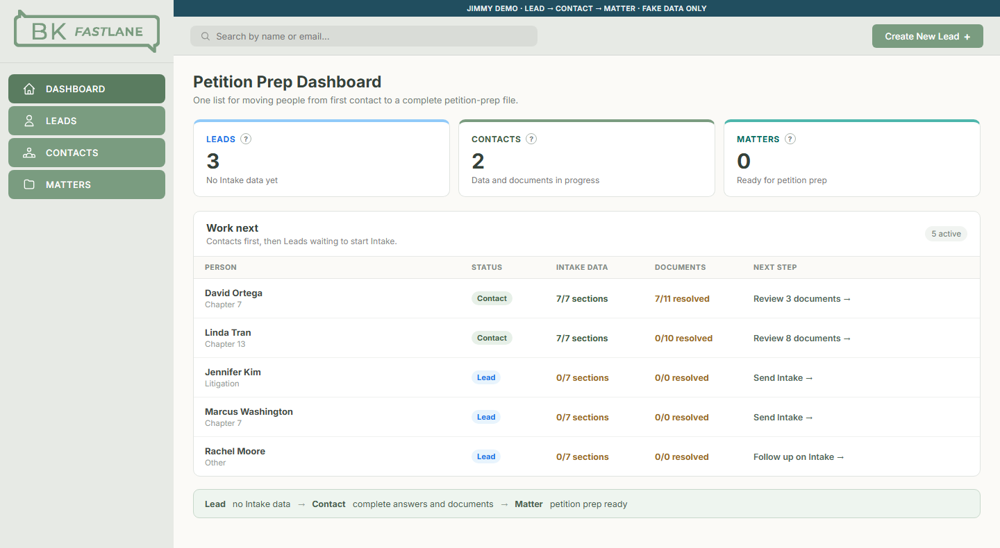 BK FASTLANE
DASHBOARD
LEADS
CONTACTS
MATTERS
JIMMY DEMO · LEAD → CONTACT → MATTER · FAKE DATA ONLY
Search by name or email...
Create New Lead +
Petition Prep Dashboard
One list for moving people from first contact to a complete petition-prep file.
LEADS ?
3
No Intake data yet
CONTACTS ?
2
Data and documents in progress
MATTERS ?
0
Ready for petition prep
Work next
Contacts first, then Leads waiting to start Intake.
5 active
PERSON STATUS INTAKE DATA DOCUMENTS NEXT STEP
David Ortega
Chapter 7
Contact 7/7 sections 7/11 resolved Review 3 documents →
Linda Tran
Chapter 13
Contact 7/7 sections 0/10 resolved Review 8 documents →
Jennifer Kim
Litigation
Lead 0/7 sections 0/0 resolved Send Intake →
Marcus Washington
Chapter 7
Lead 0/7 sections 0/0 resolved Send Intake →
Rachel Moore
Other
Lead 0/7 sections 0/0 resolved Follow up on Intake →
Lead no Intake data → Contact complete answers and documents → Matter petition prep ready